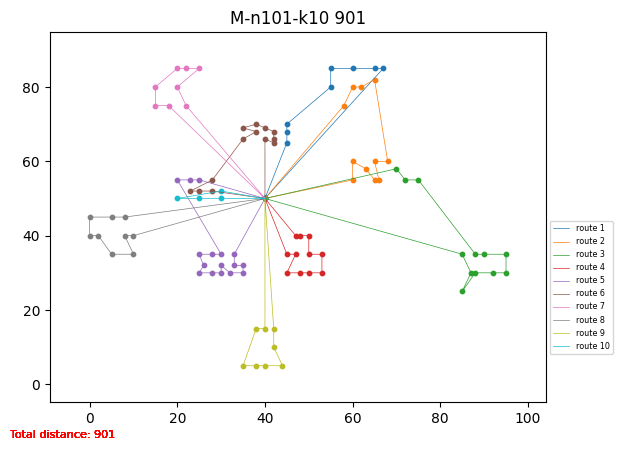 M-n101-k10 901
80
60
40
20
0
0 20 40 60 80 100
route 1
route 2
route 3
route 4
route 5
route 6
route 7
route 8
route 9
route 10
Total distance: 901